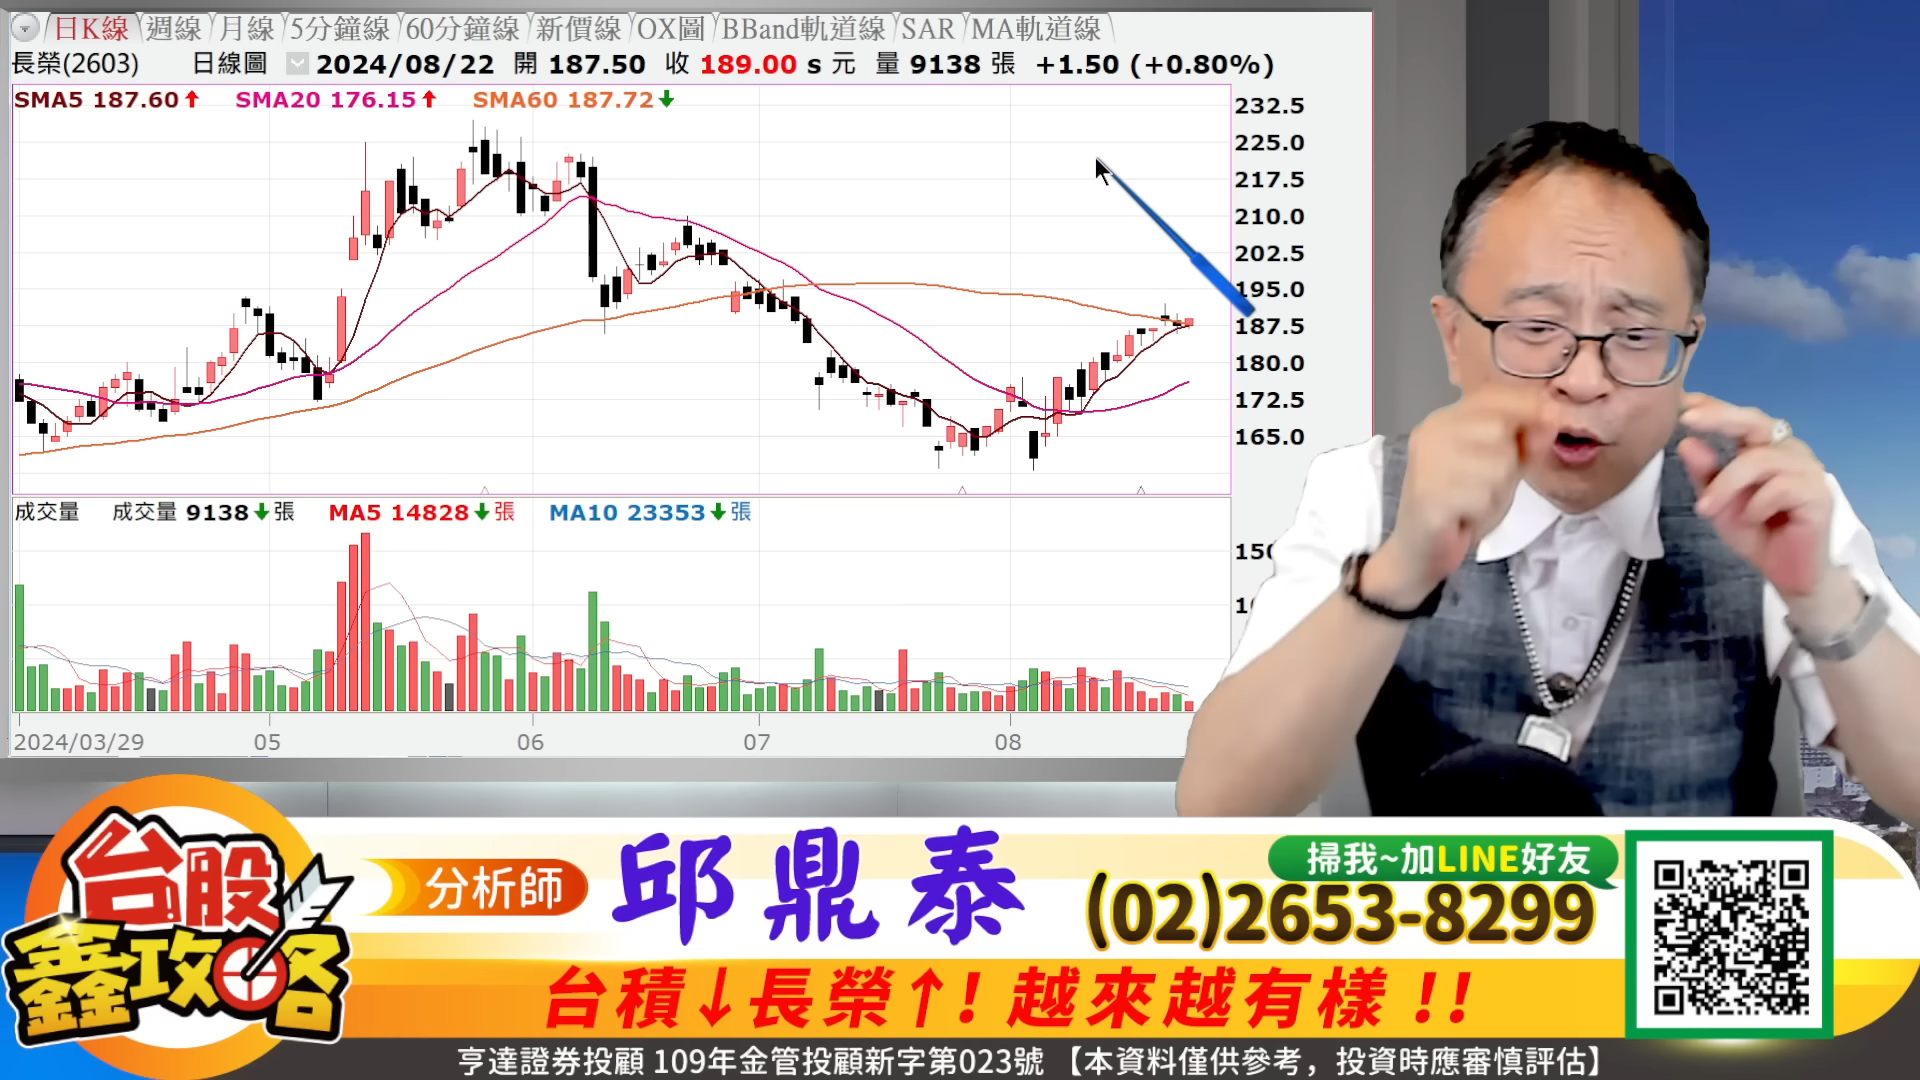 日K線 週線 月線 5分鐘線 60分鐘線 新價線 OX圖 BBand軌道線 SAR MA軌道線
長榮(2603) 日線圖 2024/08/22 開 187.50 收 189.00 s 元 量 9138 張 +1.50 (+0.80%)
SMA5 187.60↑ SMA20 176.15↑ SMA60 187.72↓
232.5
225.0
217.5
210.0
202.5
195.0
187.5
180.0
172.5
165.0
成交量 成交量 9138↓張 MA5 14828↓張 MA10 23353↓張
2024/03/29 05 06 07 08
台股
鑫攻略
分析師 邱鼎泰
掃我~加LINE好友
(02)2653-8299
台積↓長榮↑! 越來越有樣!!
亨達證券投顧 109年金管投顧新字第023號 【本資料僅供參考，投資時應審慎評估】